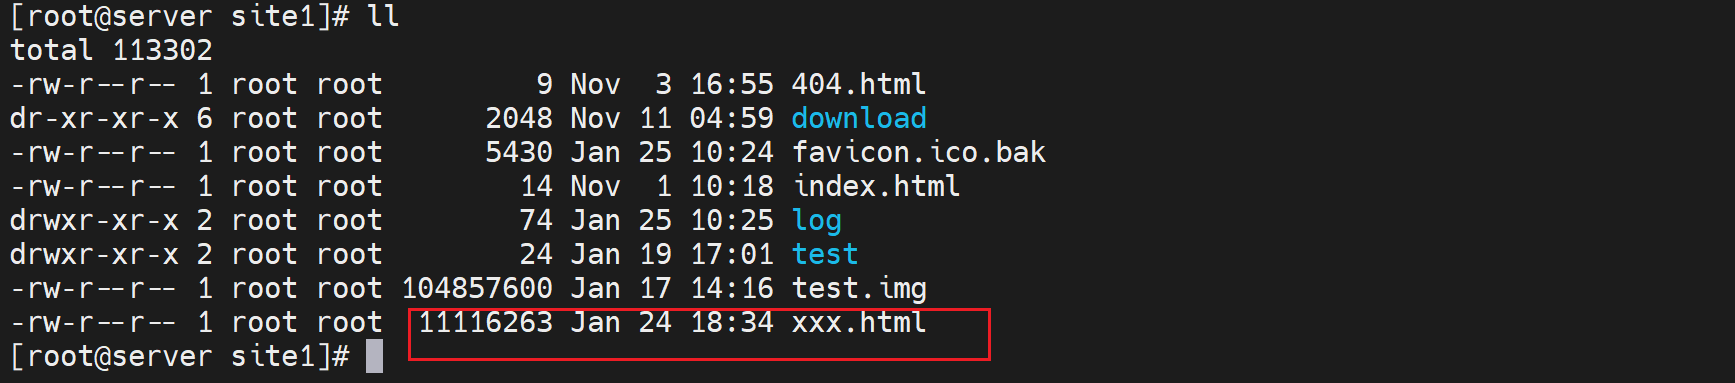 [root@server site1]# ll
total 113302
-rw-r--r-- 1 root root         9 Nov  3 16:55 404.html
dr-xr-xr-x 6 root root      2048 Nov 11 04:59 download
-rw-r--r-- 1 root root      5430 Jan 25 10:24 favicon.ico.bak
-rw-r--r-- 1 root root        14 Nov  1 10:18 index.html
drwxr-xr-x 2 root root        74 Jan 25 10:25 log
drwxr-xr-x 2 root root        24 Jan 19 17:01 test
-rw-r--r-- 1 root root 104857600 Jan 17 14:16 test.img
-rw-r--r-- 1 root root  11116263 Jan 24 18:34 xxx.html
[root@server site1]#